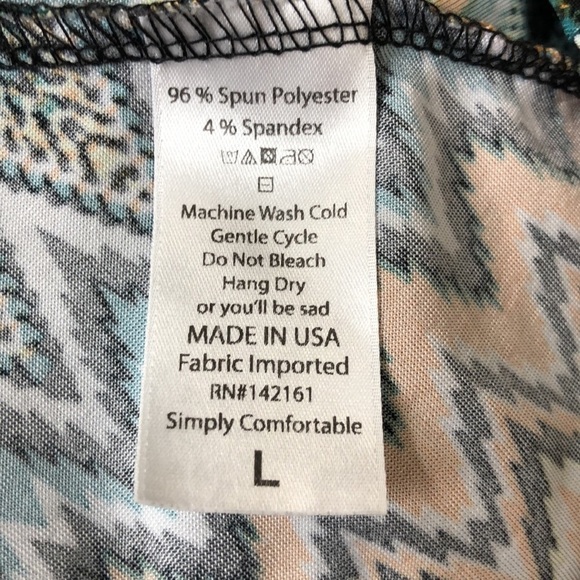 96 % Spun Polyester
4 % Spandex
Machine Wash Cold
Gentle Cycle
Do Not Bleach
Hang Dry
or you'll be sad
MADE IN USA
Fabric Imported
RN#142161
Simply Comfortable
L